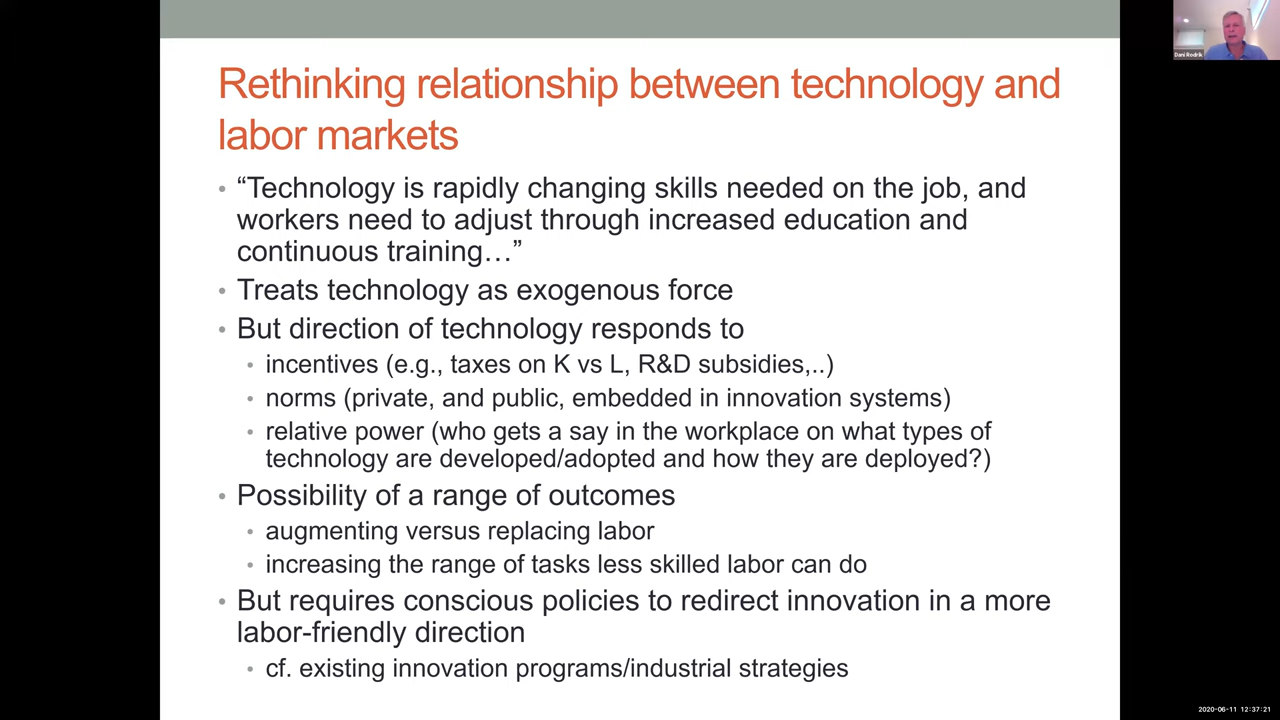 Rethinking relationship between technology and
labor markets
• “Technology is rapidly changing skills needed on the job, and
workers need to adjust through increased education and
continuous training…”
• Treats technology as exogenous force
• But direction of technology responds to
• incentives (e.g., taxes on K vs L, R&D subsidies,..)
• norms (private, and public, embedded in innovation systems)
• relative power (who gets a say in the workplace on what types of
technology are developed/adopted and how they are deployed?)
• Possibility of a range of outcomes
• augmenting versus replacing labor
• increasing the range of tasks less skilled labor can do
• But requires conscious policies to redirect innovation in a more
labor-friendly direction
• cf. existing innovation programs/industrial strategies
Dani Rodrik
2020-06-11 12:37:21